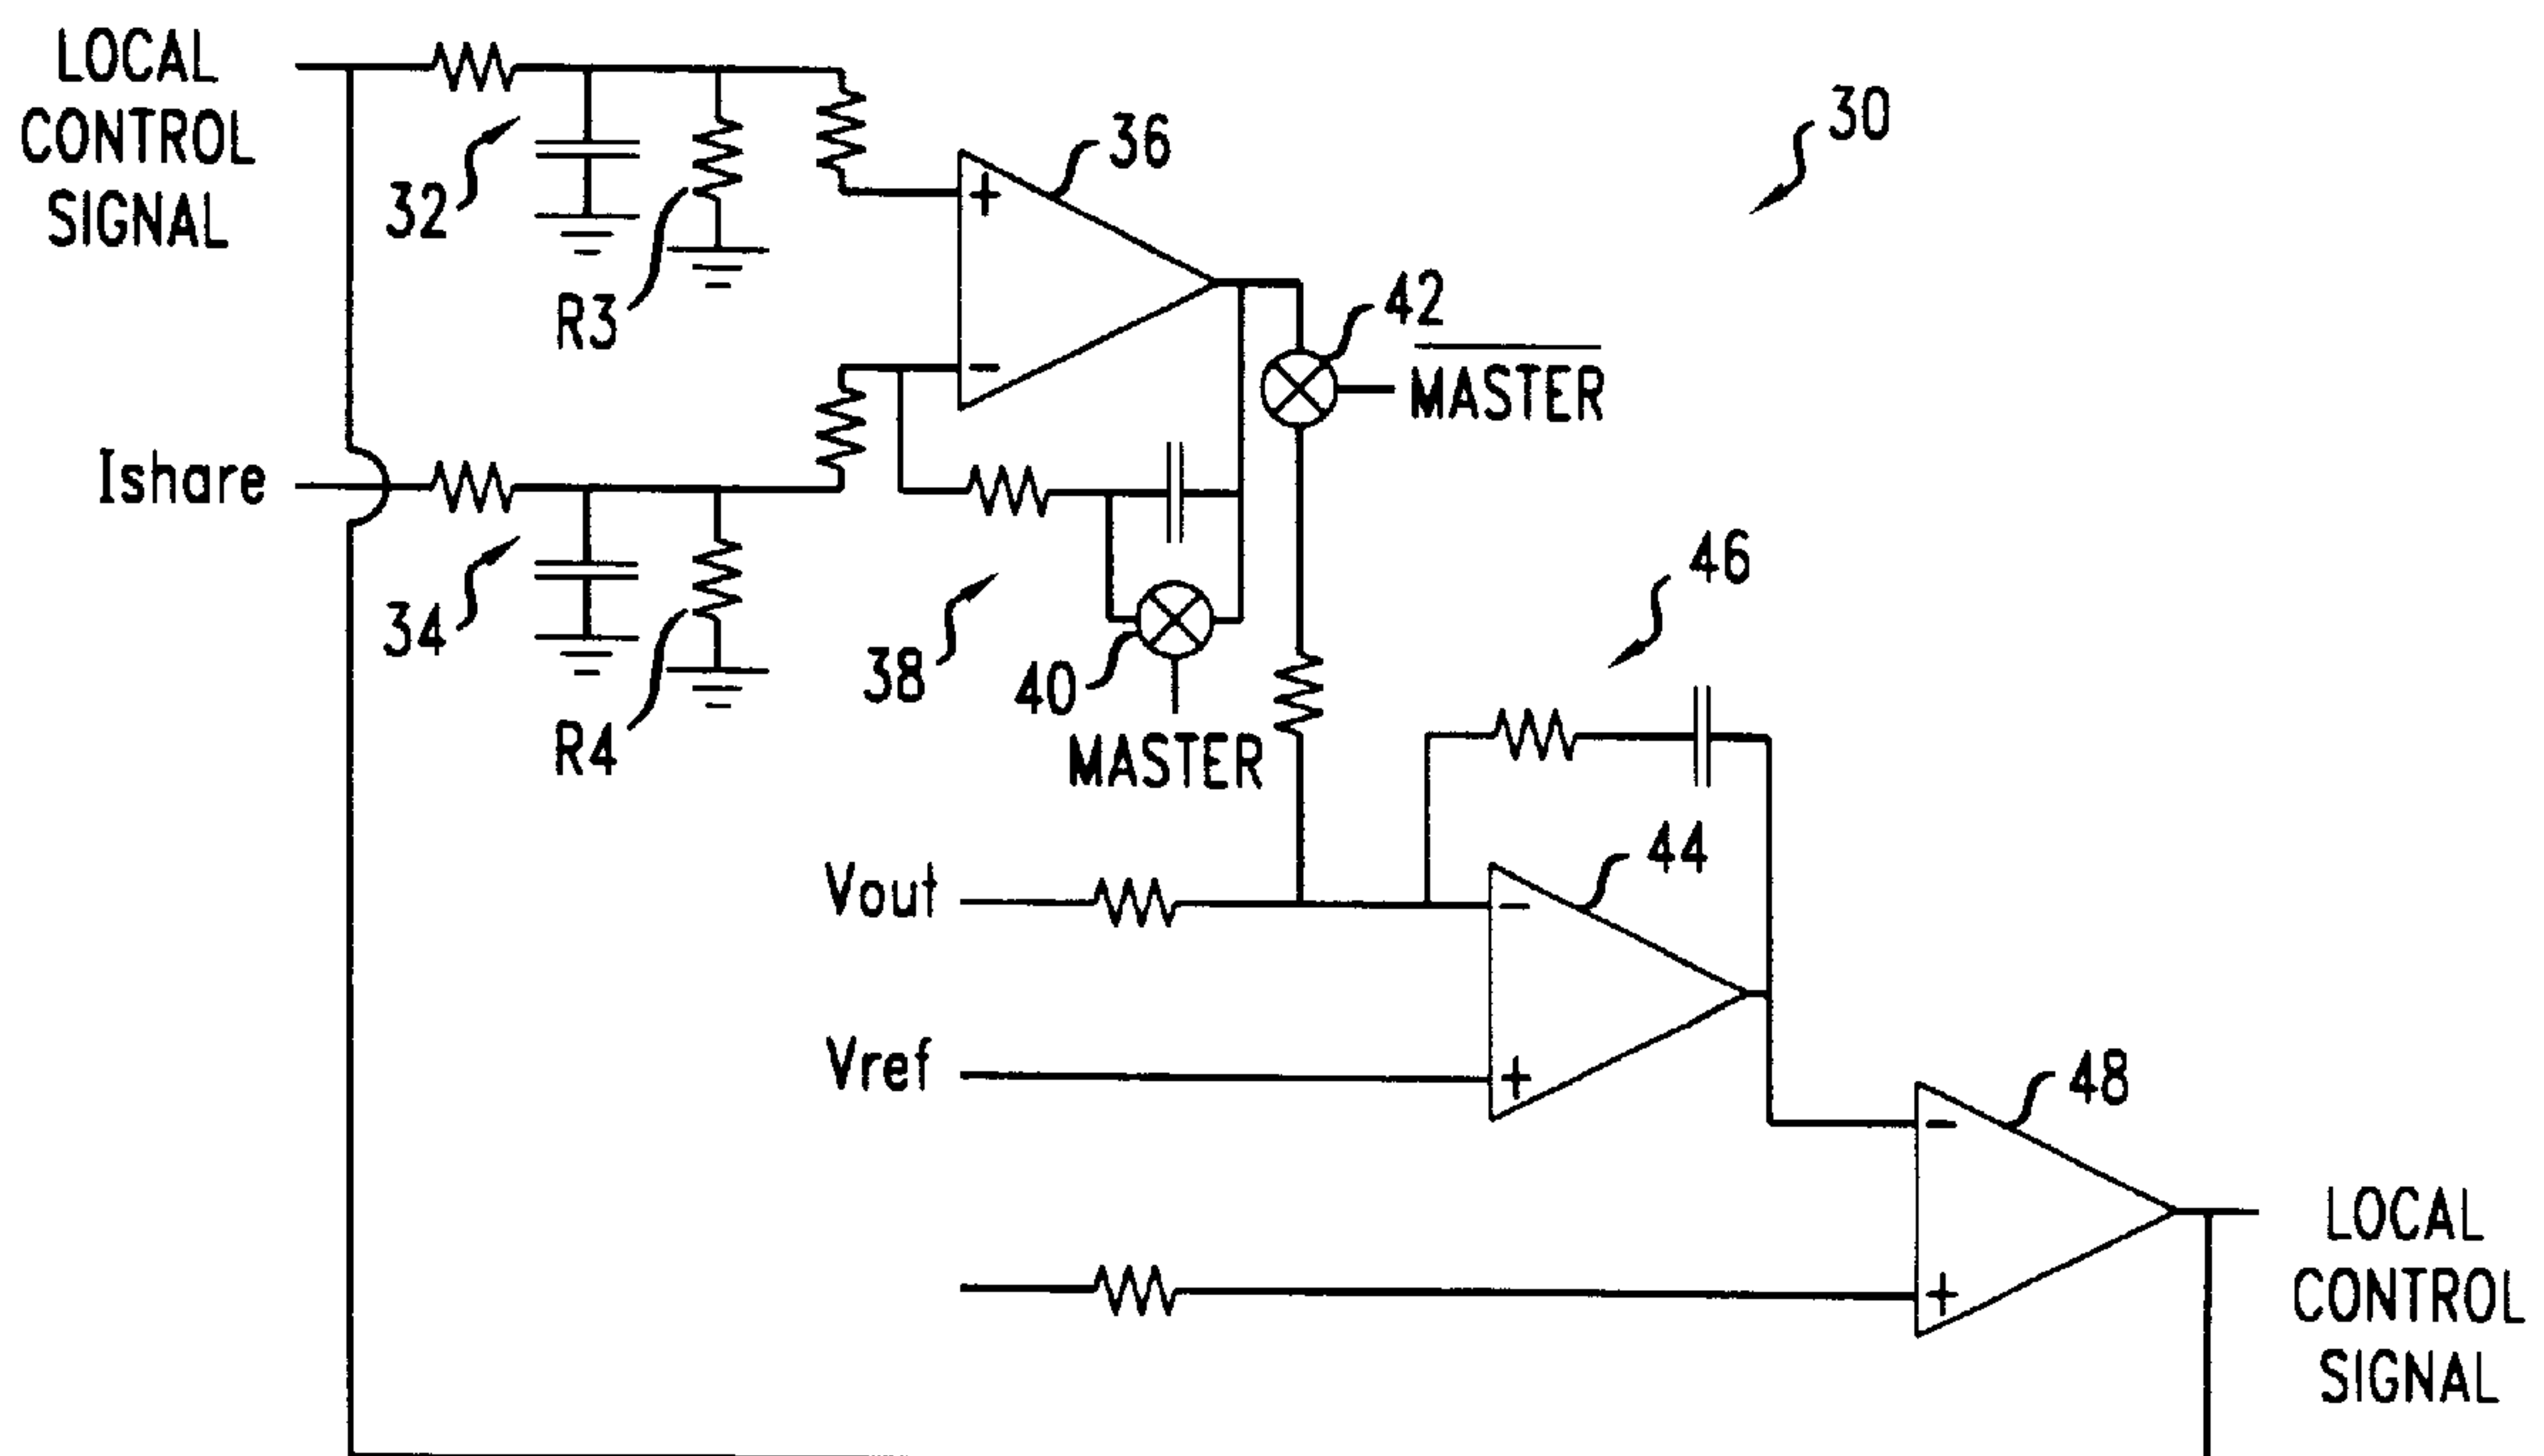 LOCAL
CONTROL
SIGNAL
32
R3
+
36
30
42
M̅A̅S̅T̅E̅R̅
-
Ishare
34
R4
38
40
MASTER
46
Vout
-
44
Vref
+
48
-
+
LOCAL
CONTROL
SIGNAL